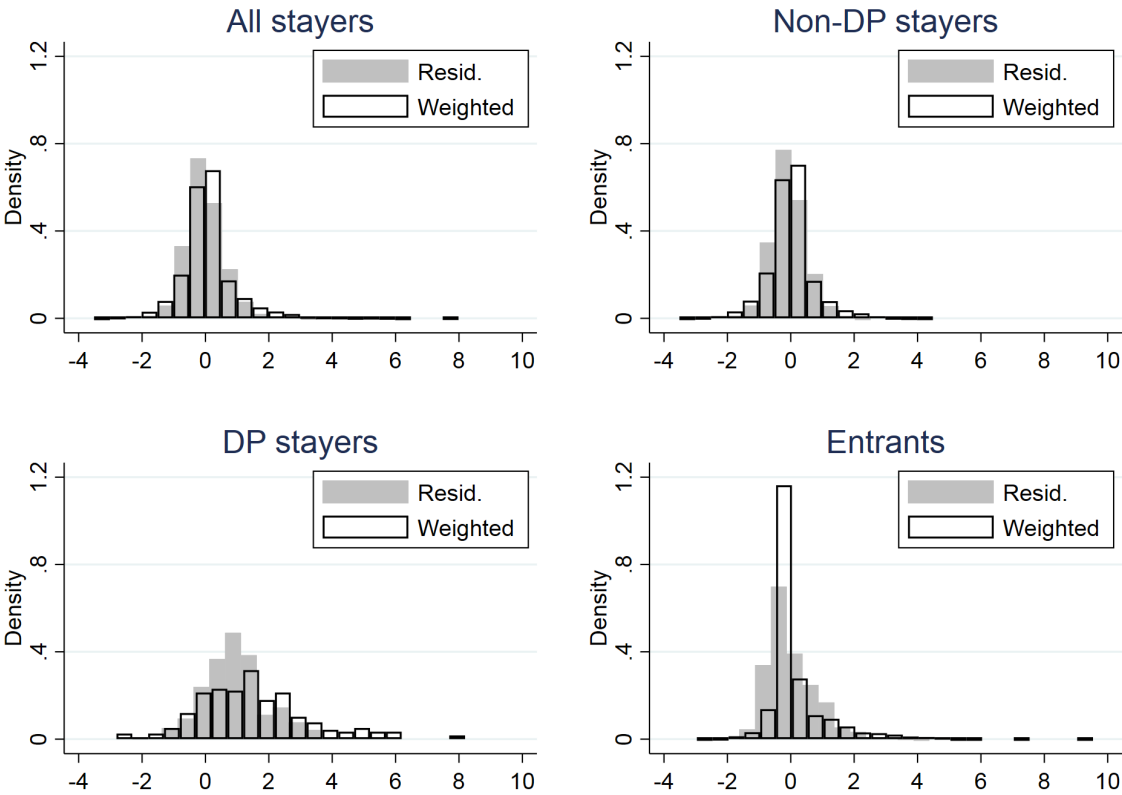 All stayers
Resid.
Weighted
Density
0 .4 .8 1.2
-4 -2 0 2 4 6 8 10
Non-DP stayers
Resid.
Weighted
Density
0 .4 .8 1.2
-4 -2 0 2 4 6 8 10
DP stayers
Resid.
Weighted
Density
0 .4 .8 1.2
-4 -2 0 2 4 6 8 10
Entrants
Resid.
Weighted
Density
0 .4 .8 1.2
-4 -2 0 2 4 6 8 10